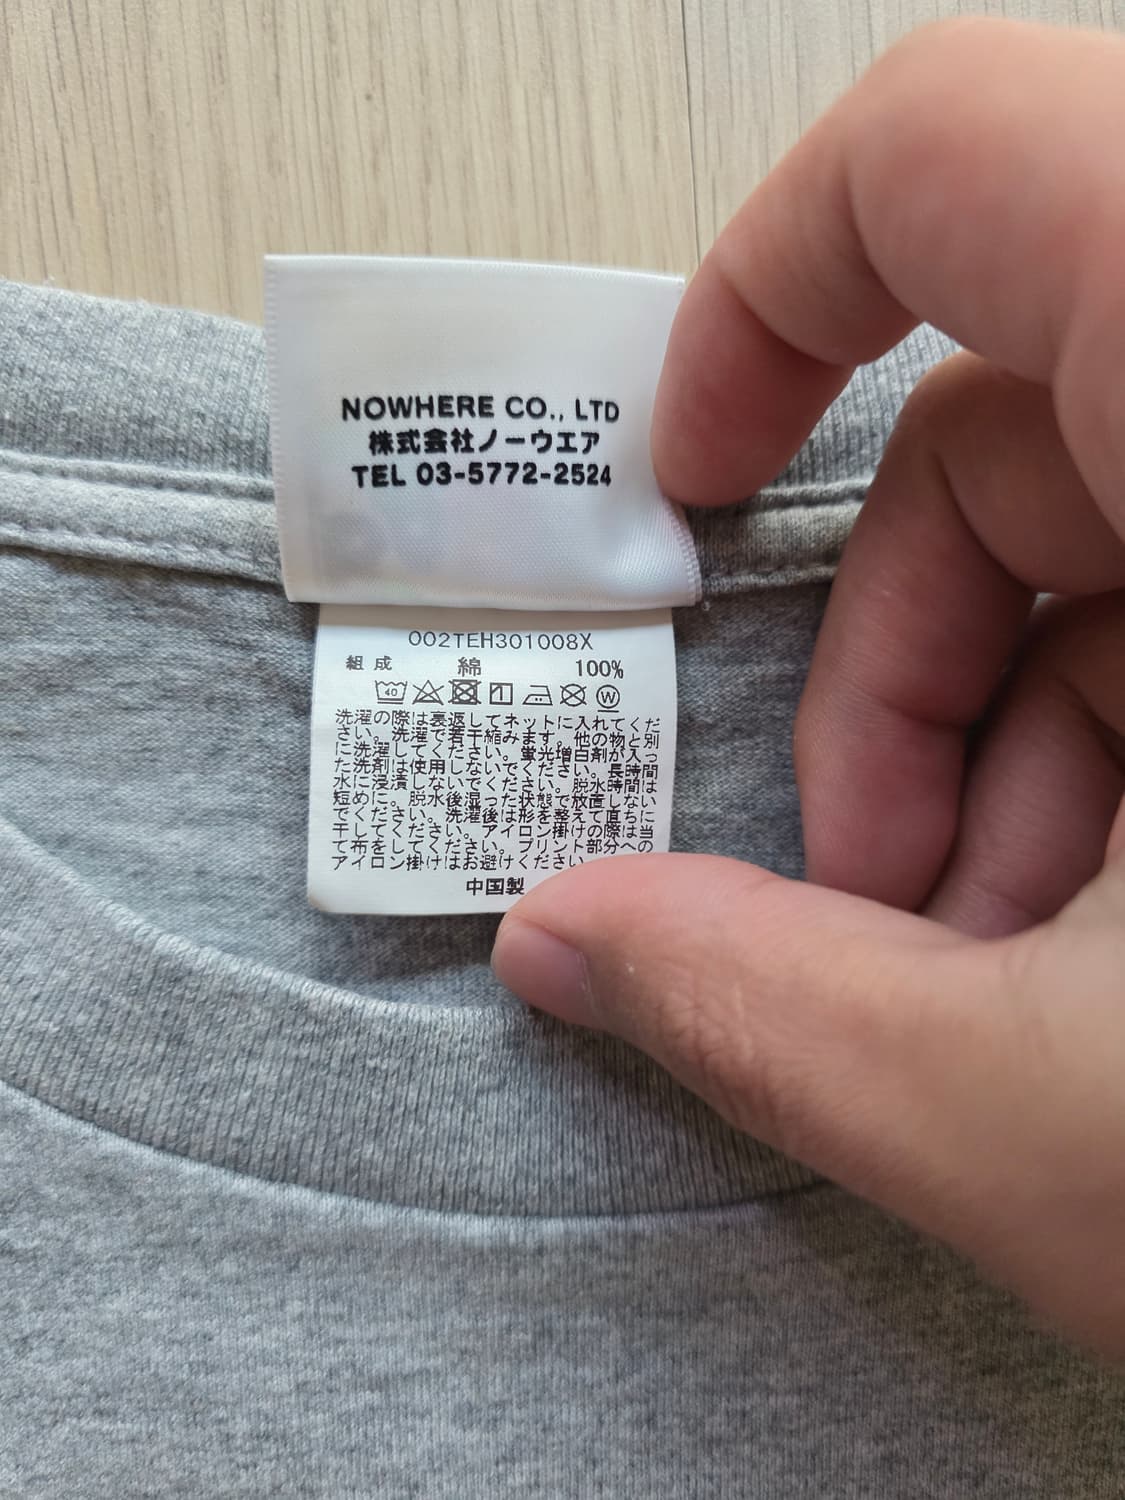 NOWHERE CO., LTD
株式会社ノーウエア
TEL 03-5772-2524
002TEH301008X
組成 綿 100%
40
W
洗濯の際は裏返してネットに入れてくだ
さい。洗濯で若干縮みます。他の物と別
に洗濯してください。蛍光増白剤が入っ
た洗剤は使用しないでください。長時間
水に浸漬しないでください。脱水時間は
短めに。脱水後湿った状態で放置しない
でください。洗濯後は形を整えて直ちに
干してください。アイロン掛けの際は当
て布をしてください。プリント部分への
アイロン掛けはお避けください。
中国製